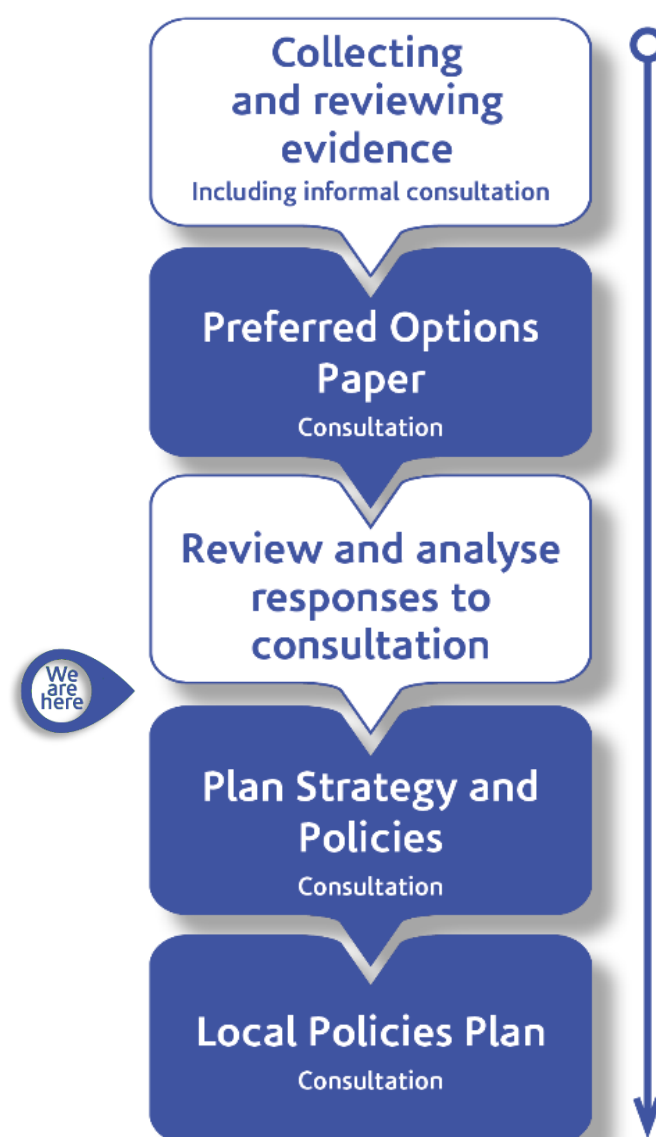 Collecting
and reviewing
evidence
Including informal consultation
Preferred Options
Paper
Consultation
Review and analyse
responses to
consultation
We
are
here
Plan Strategy and
Policies
Consultation
Local Policies Plan
Consultation